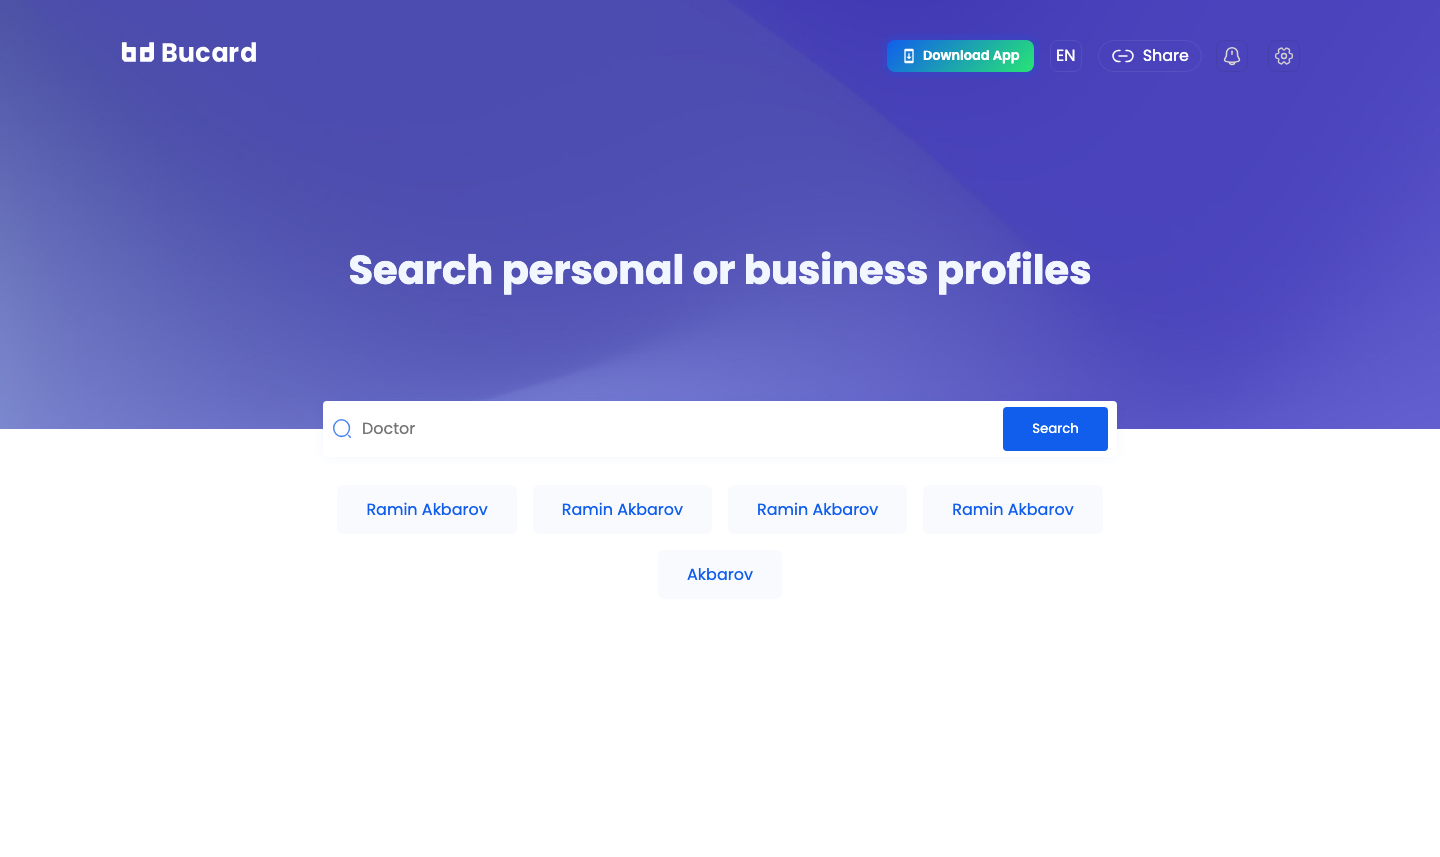 bd Bucard
Download App
EN
Share
Search personal or business profiles
Doctor
Search
Ramin Akbarov
Ramin Akbarov
Ramin Akbarov
Ramin Akbarov
Akbarov